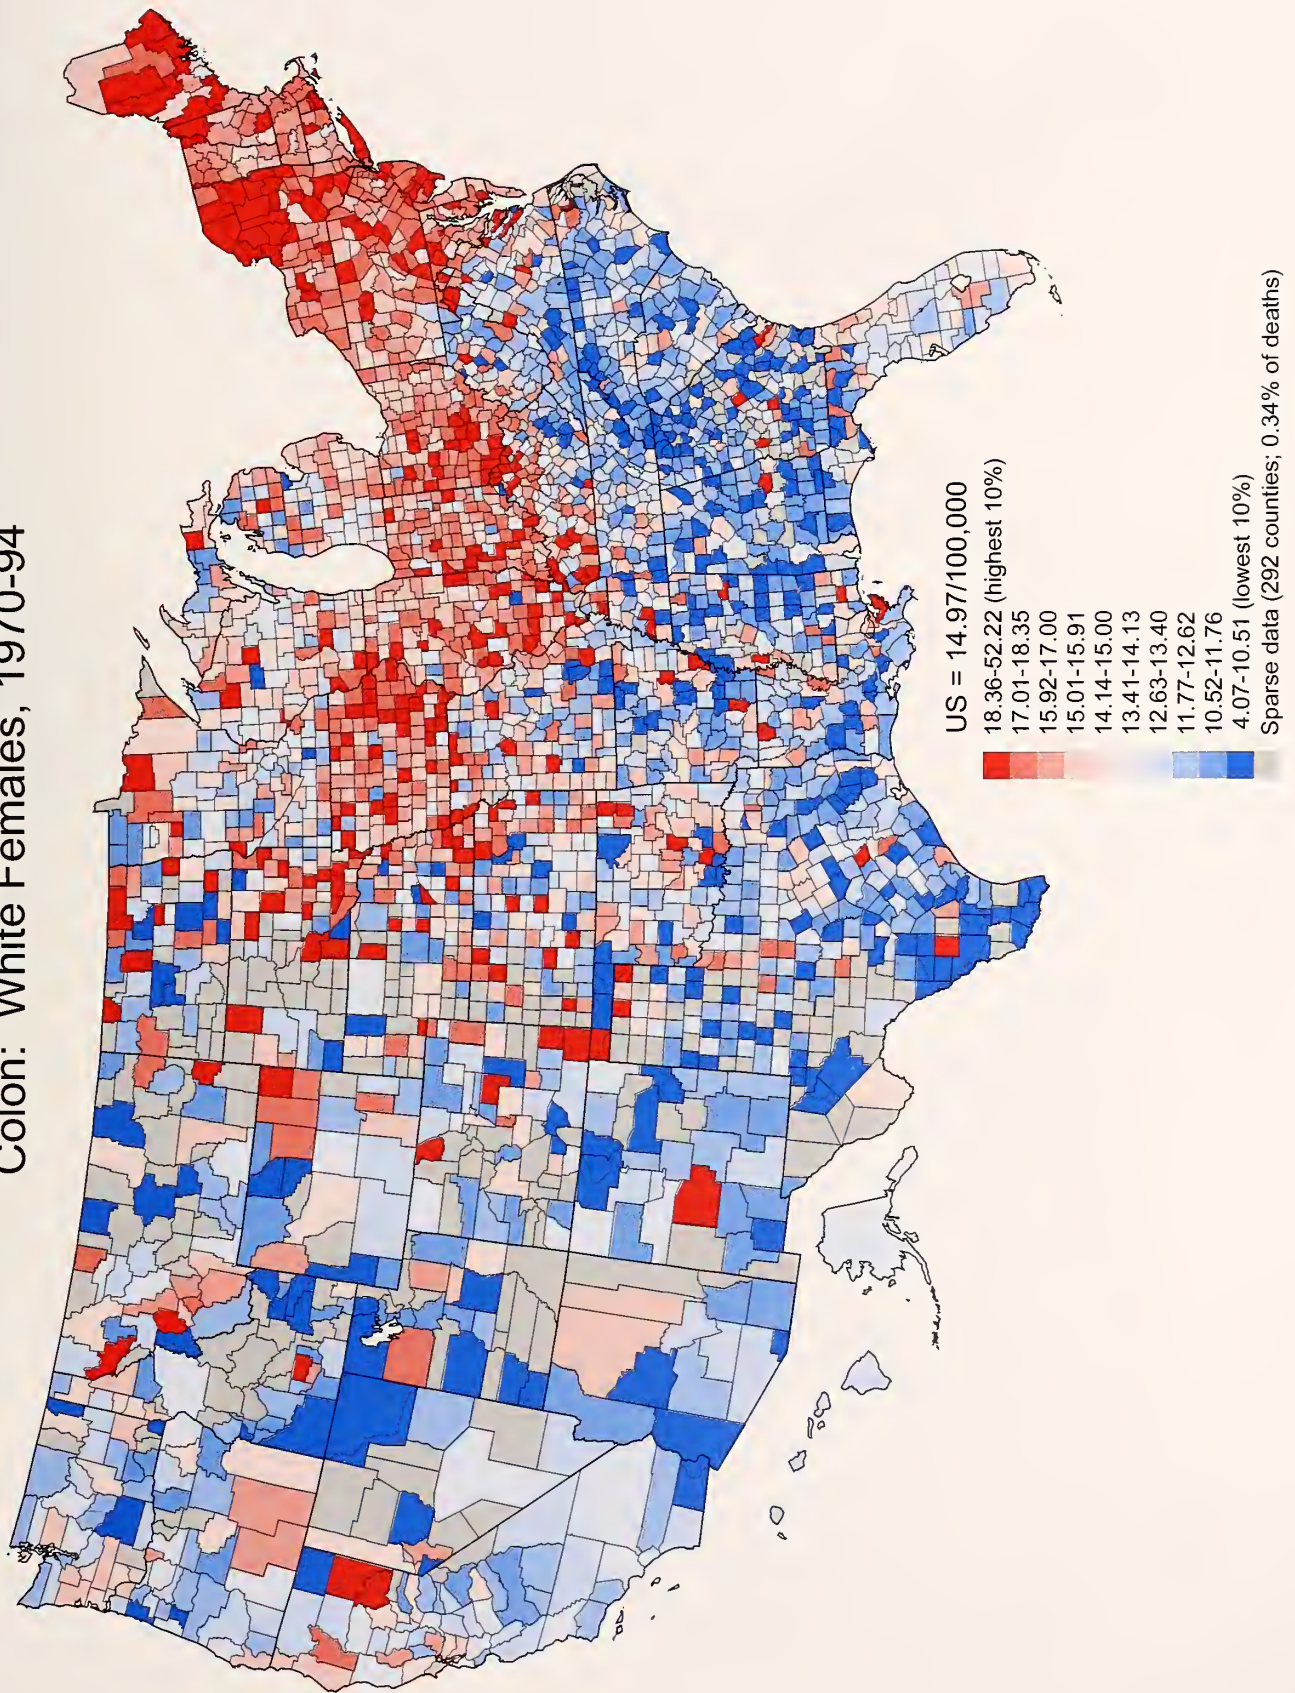 Colon: White Females, 1970-94
US = 14.97/100,000
18.36-52.22 (highest 10%)
17.01-18.35
15.92-17.00
15.01-15.91
14.14-15.00
13.41-14.13
12.63-13.40
11.77-12.62
10.52-11.76
4.07-10.51 (lowest 10%)
Sparse data (292 counties; 0.34% of deaths)